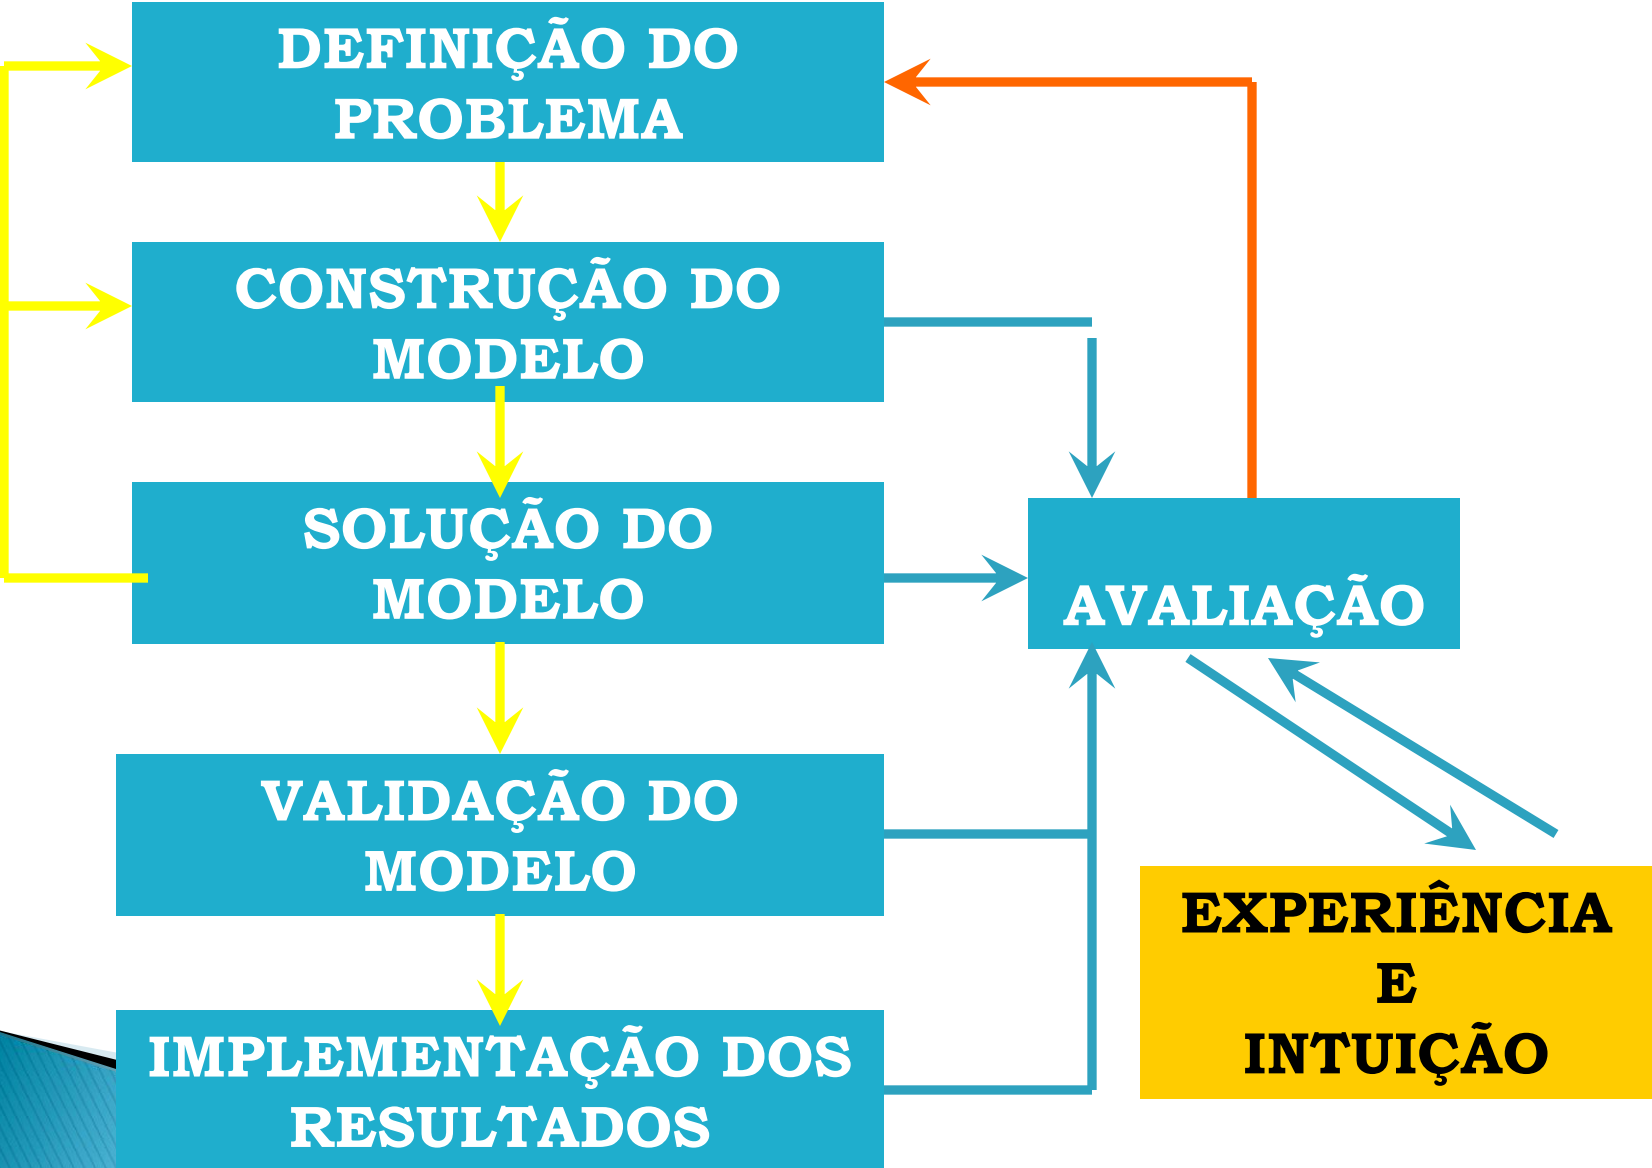 DEFINIÇÃO DO
PROBLEMA
CONSTRUÇÃO DO
MODELO
SOLUÇÃO DO
MODELO
AVALIAÇÃO
VALIDAÇÃO DO
MODELO
EXPERIÊNCIA
E
INTUIÇÃO
IMPLEMENTAÇÃO DOS
RESULTADOS